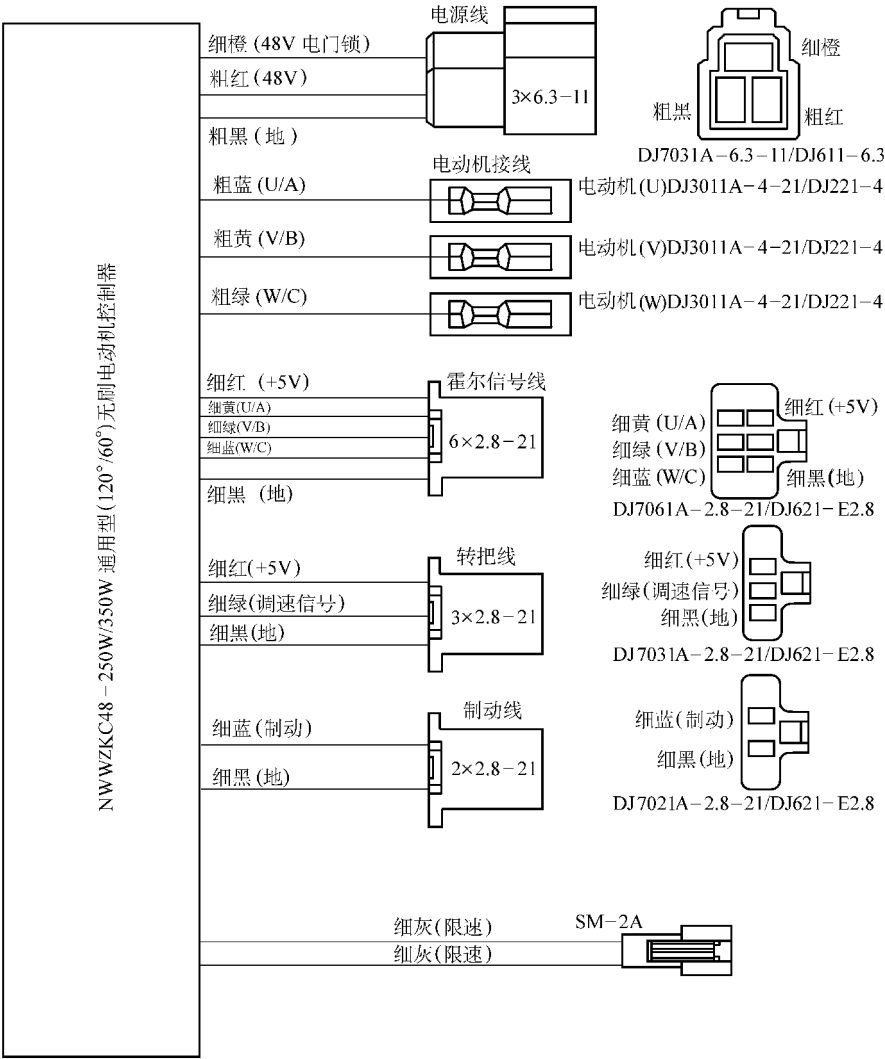 电源线
细橙 (48V 电门锁)
粗红 (48V)
粗黑 (地)
3×6.3-11
细橙
粗黑
粗红
DJ7031A-6.3-11/DJ611-6.3
电动机接线
粗蓝 (U/A)
电动机(U)DJ3011A-4-21/DJ221-4
粗黄 (V/B)
电动机(V)DJ3011A-4-21/DJ221-4
粗绿 (W/C)
电动机(W)DJ3011A-4-21/DJ221-4
NWWZKC48-250W/350W 通用型(120°/60°)无刷电动机控制器
霍尔信号线
细红 (+5V)
细黄(U/A)
细绿(V/B)
细蓝(W/C)
细黑 (地)
6×2.8-21
细黄 (U/A)
细绿 (V/B)
细蓝 (W/C)
细红 (+5V)
细黑(地)
DJ7061A-2.8-21/DJ621-E2.8
转把线
细红(+5V)
细绿(调速信号)
细黑(地)
3×2.8-21
细红(+5V)
细绿(调速信号)
细黑(地)
DJ7031A-2.8-21/DJ621-E2.8
制动线
细蓝(制动)
细黑(地)
2×2.8-21
细蓝(制动)
细黑(地)
DJ7021A-2.8-21/DJ621-E2.8
细灰(限速)
细灰(限速)
SM-2A